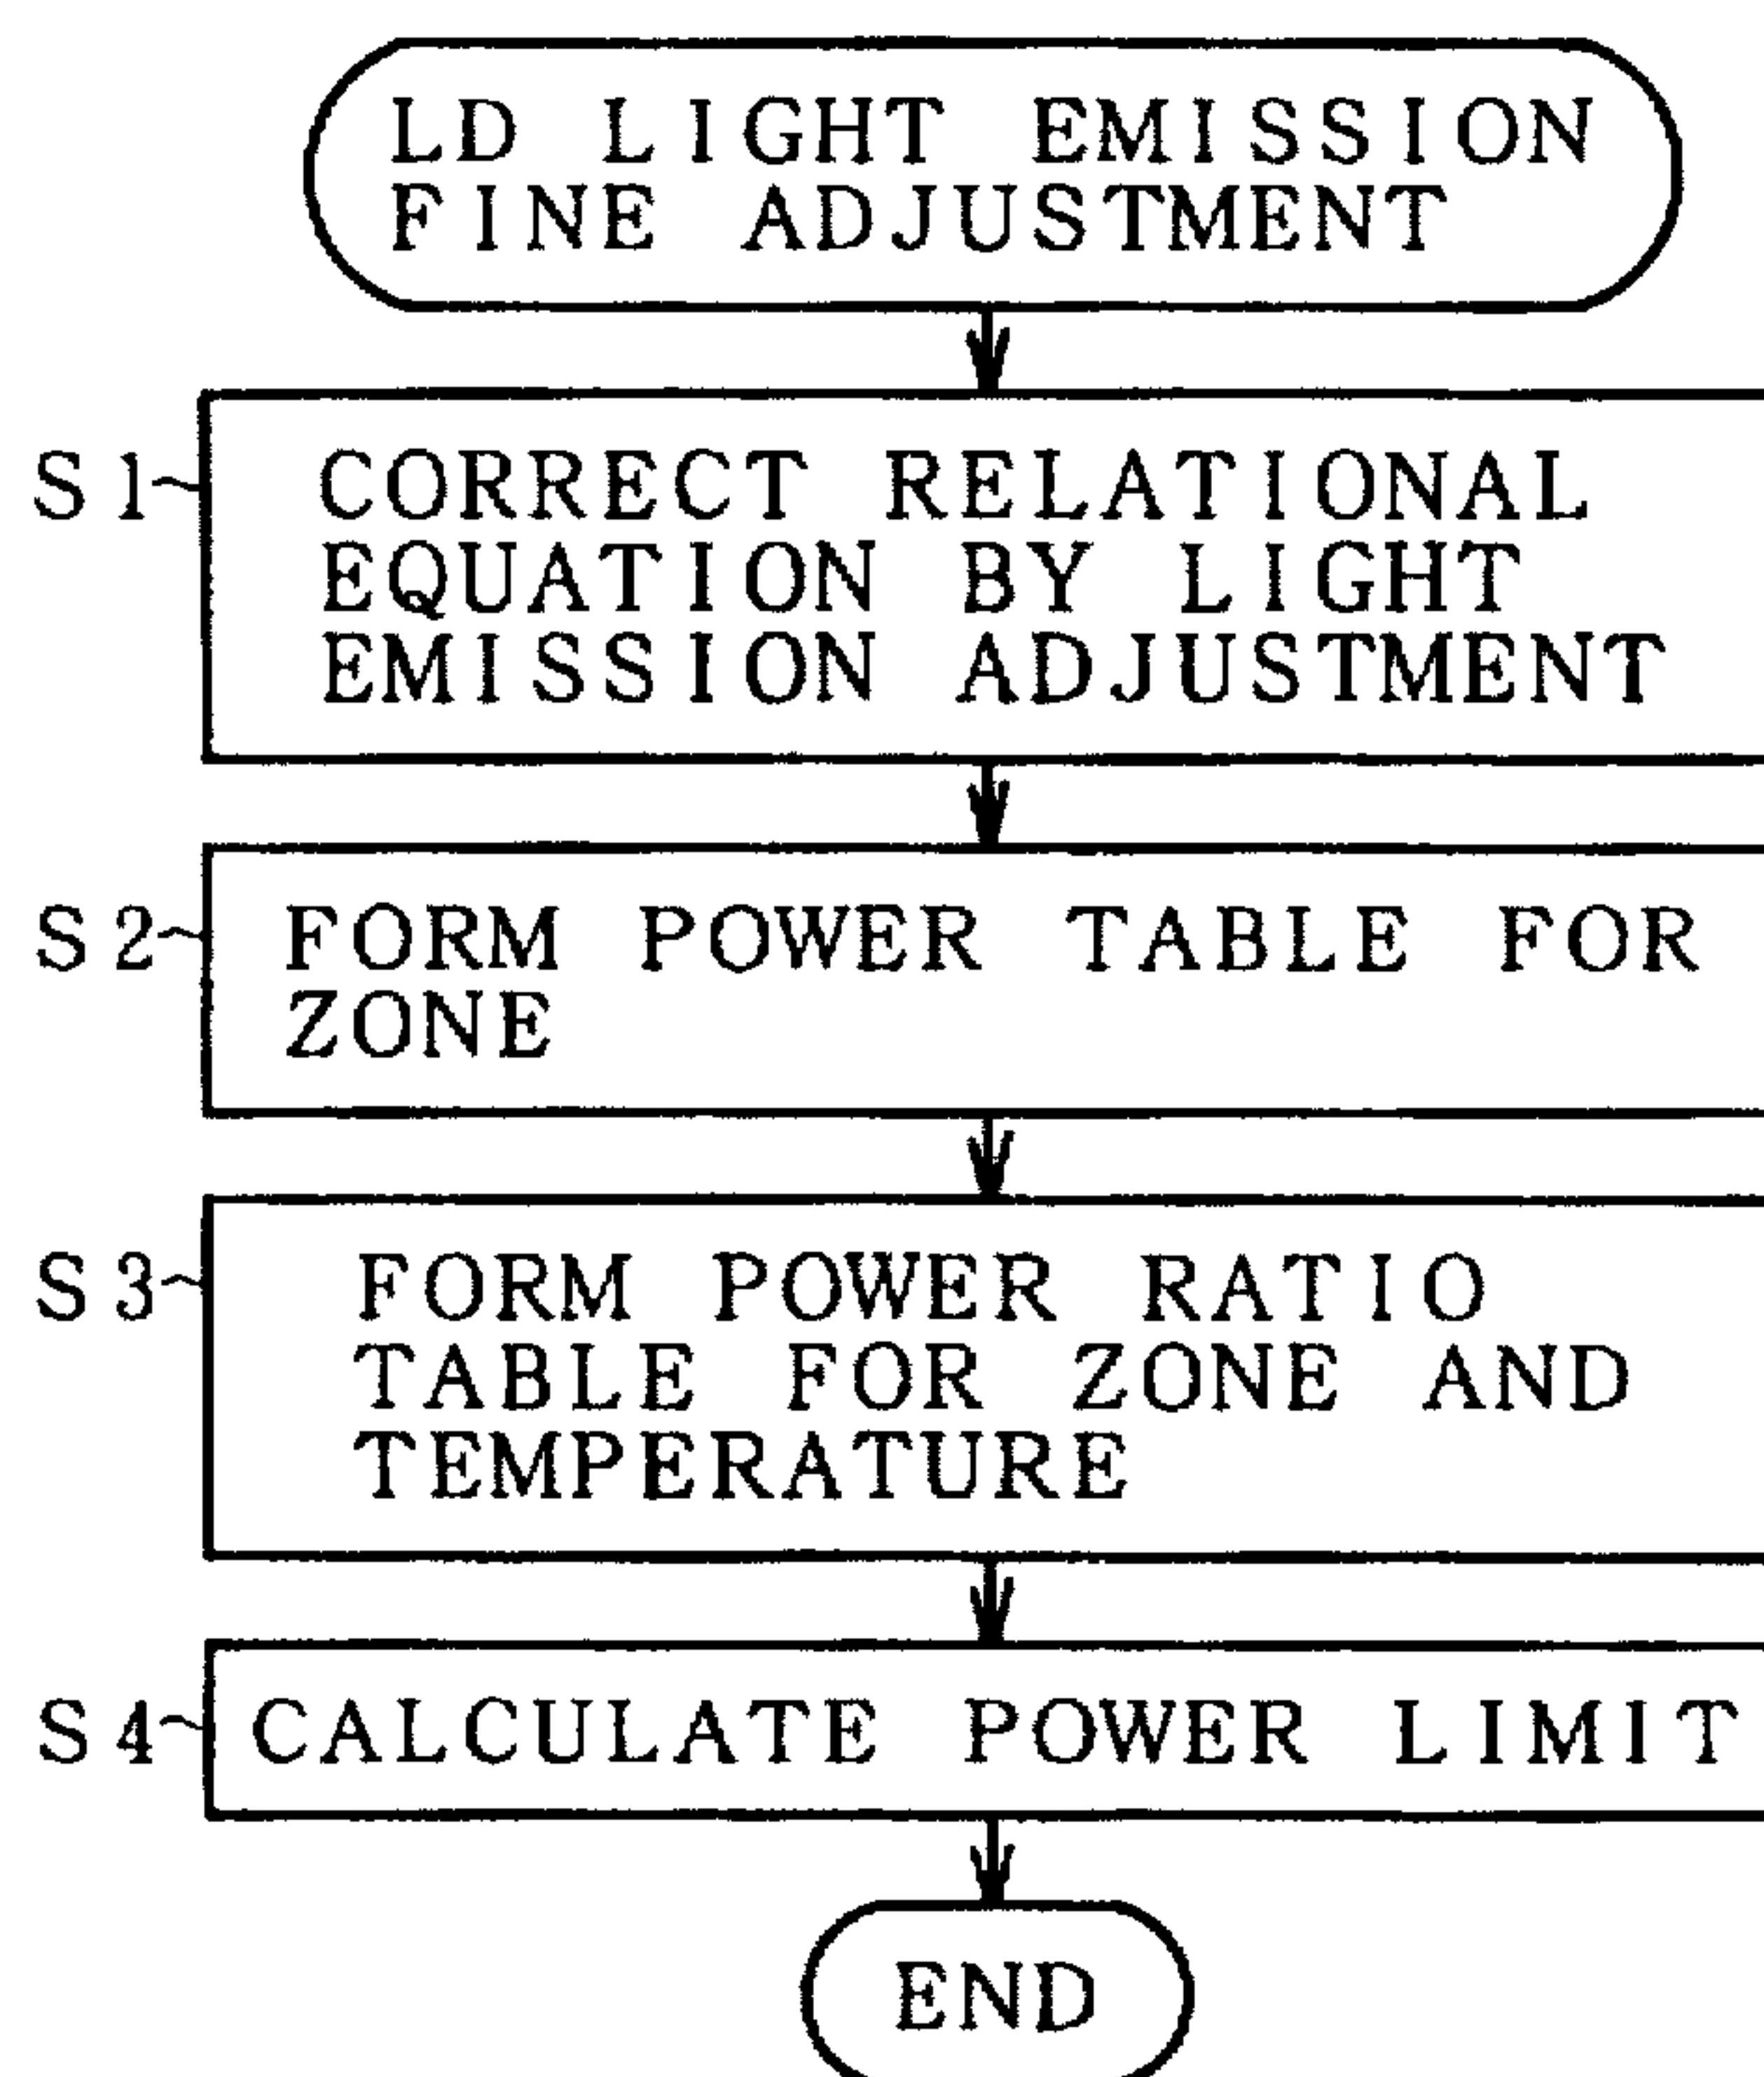 LD LIGHT EMISSION
FINE ADJUSTMENT
S1
CORRECT RELATIONAL
EQUATION BY LIGHT
EMISSION ADJUSTMENT
S2
FORM POWER TABLE FOR
ZONE
S3
FORM POWER RATIO
TABLE FOR ZONE AND
TEMPERATURE
S4
CALCULATE POWER LIMIT
END